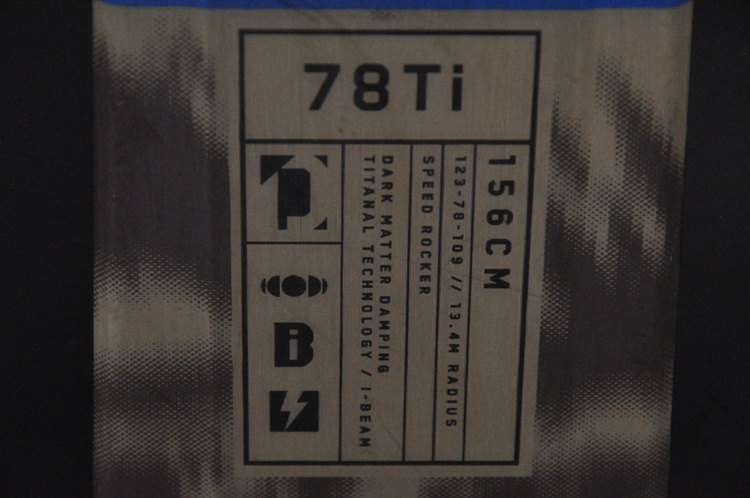 78Ti
P
B
156CM
123-78-109 // 13.4M RADIUS
SPEED ROCKER
DARK MATTER DAMPING
TITANAL TECHNOLOGY / I-BEAM